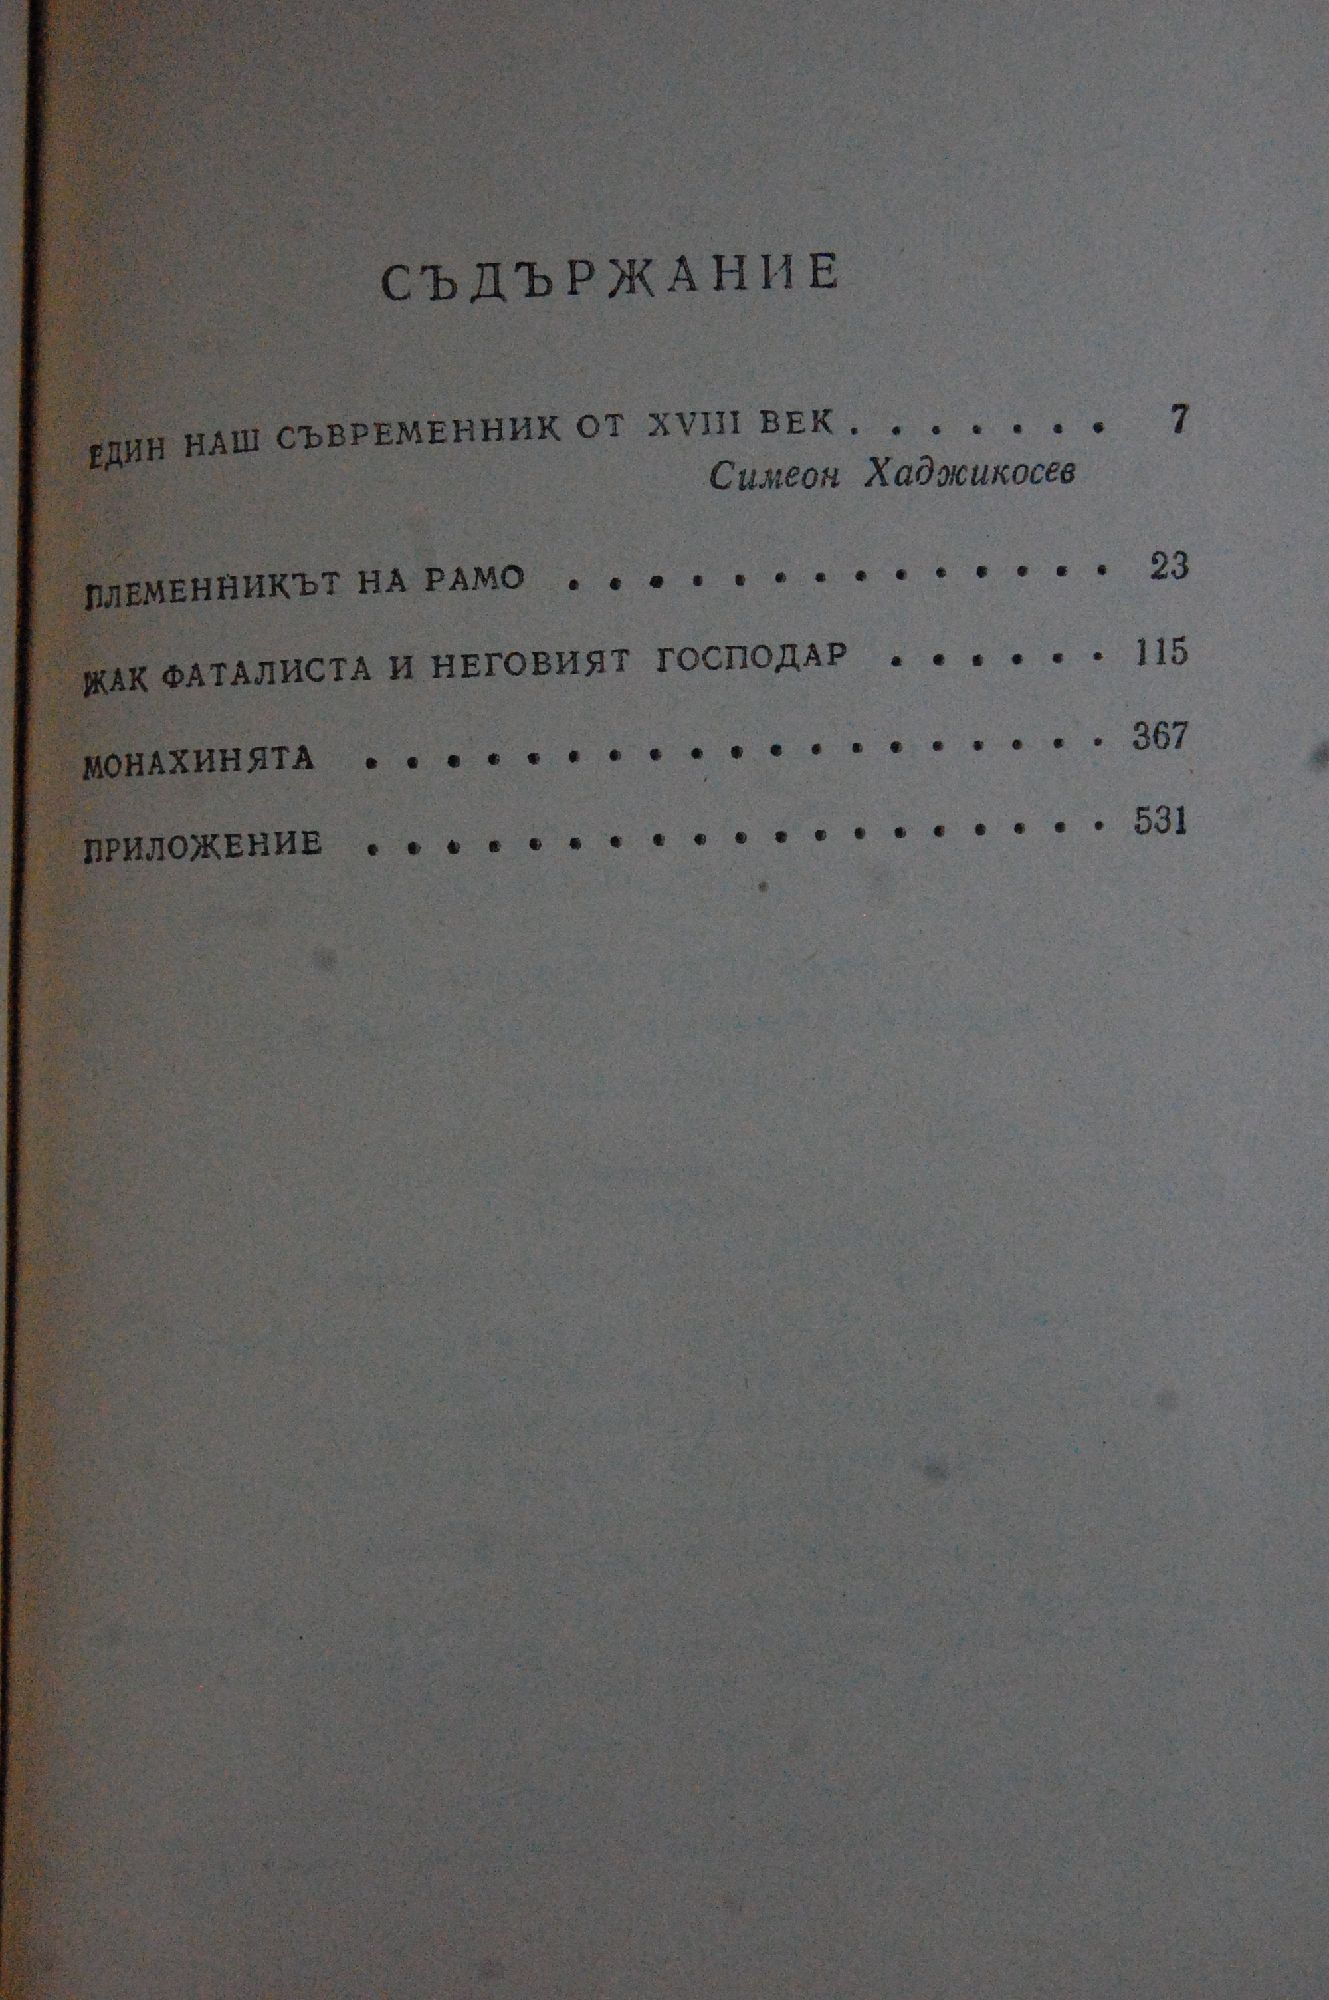 СЪДЪРЖАНИЕ
ЕДИН НАШ СЪВРЕМЕННИК ОТ XVIII ВЕК . . . . . . . 7
Симеон Хаджикосев
ПЛЕМЕННИКЪТ НА РАМО . . . . . . . . . . . . . . 23
ЖАК ФАТАЛИСТА И НЕГОВИЯТ ГОСПОДАР . . . . . . 115
МОНАХИНЯТА . . . . . . . . . . . . . . . . . . . 367
ПРИЛОЖЕНИЕ . . . . . . . . . . . . . . . . . . . 531